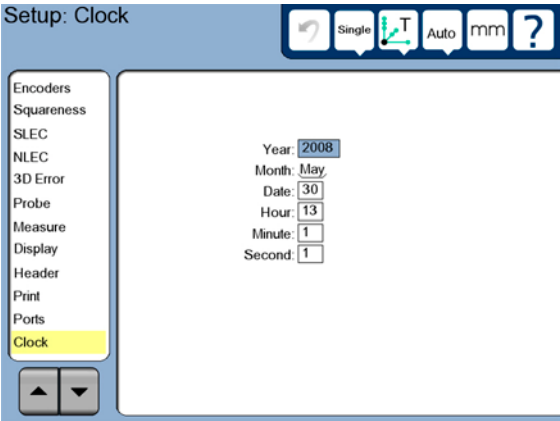 Setup: Clock
Single
T
Auto
mm
?
Encoders
Squareness
SLEC
NLEC
3D Error
Probe
Measure
Display
Header
Print
Ports
Clock
Year: 2008
Month: May
Date: 30
Hour: 13
Minute: 1
Second: 1